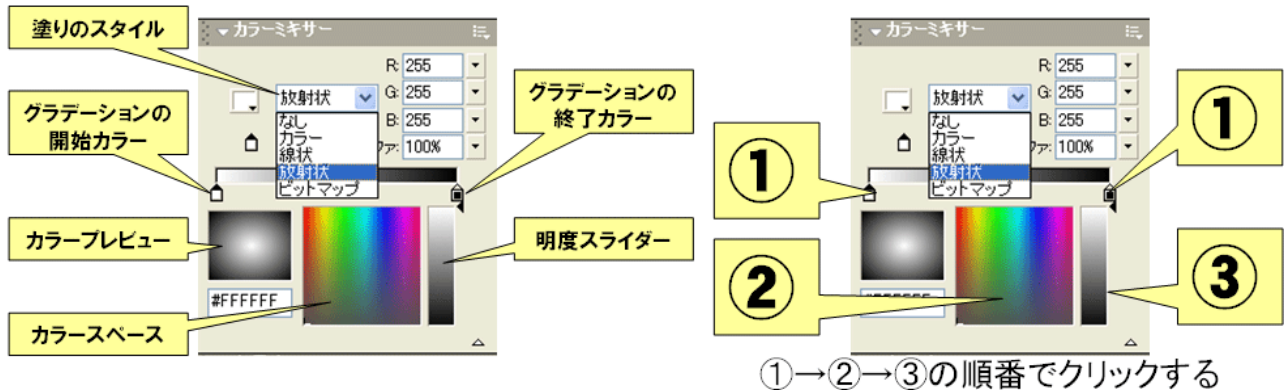 塗りのスタイル
グラデーションの
開始カラー
カラープレビュー
カラースペース
カラーミキサー
R: 255
放射状
G: 255
B: 255
ファ: 100%
なし
カラー
線状
放射状
ビットマップ
#FFFFFF
グラデーションの
終了カラー
明度スライダー
カラーミキサー
R: 255
放射状
G: 255
B: 255
ファ: 100%
なし
カラー
線状
放射状
ビットマップ
①
①
②
③
①→②→③の順番でクリックする